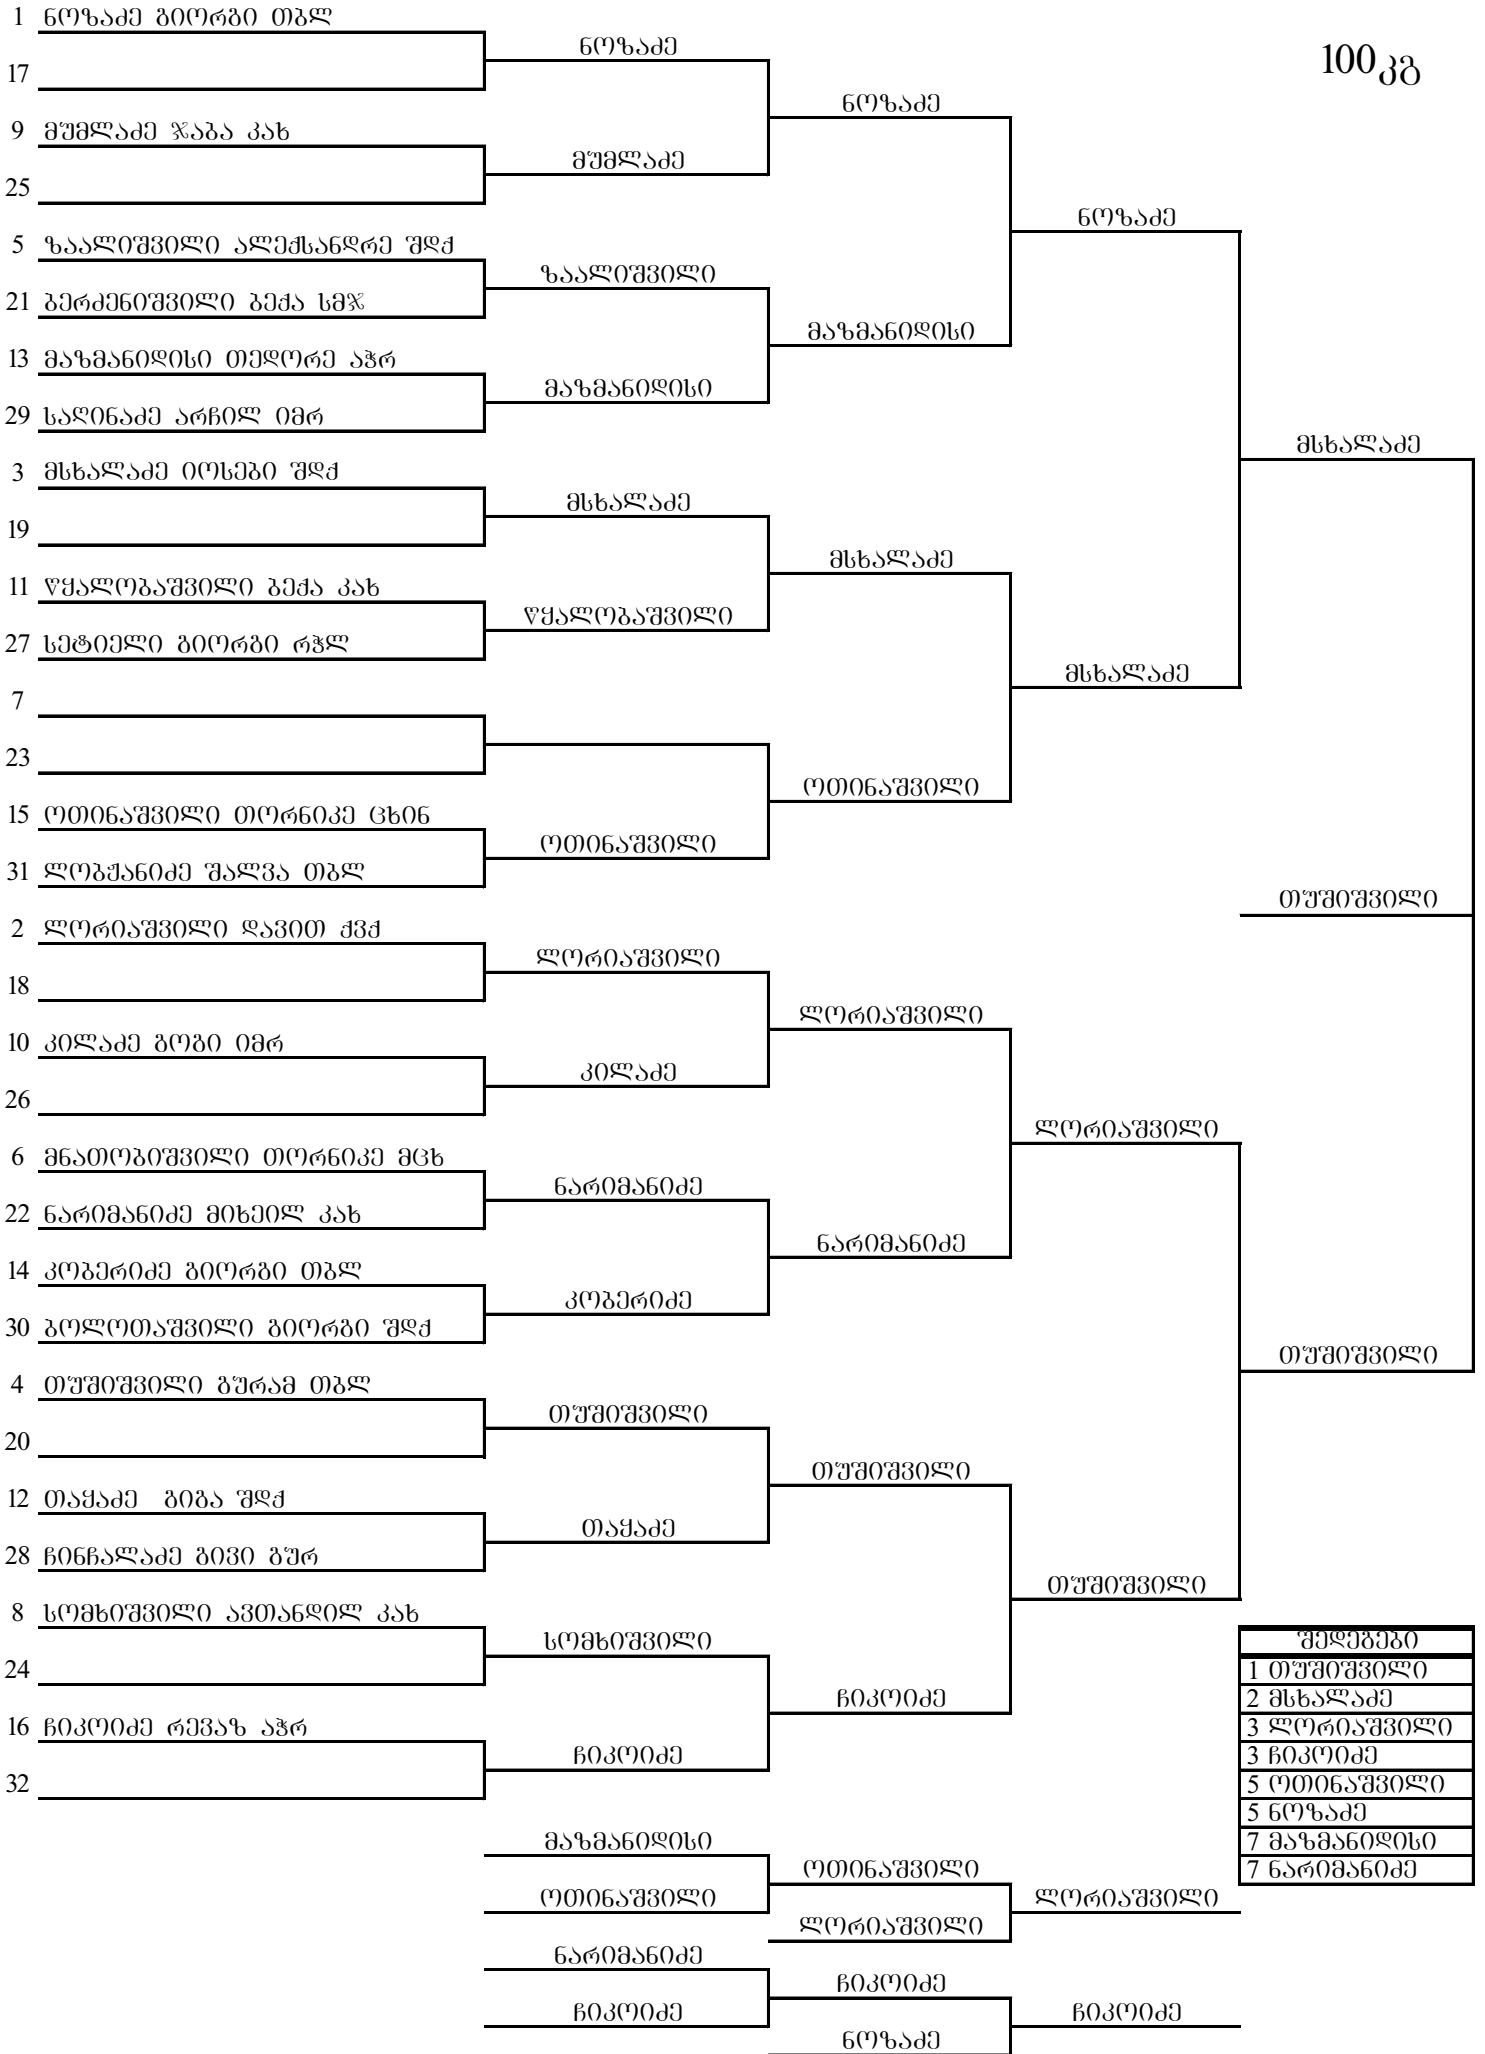 1 ნოზაძე გიორგი თბლ
ნოზაძე
100კგ
17
ნოზაძე
9 მუმლაძე ჯაბა კახ
მუმლაძე
25
ნოზაძე
5 ზაალიშვილი ალექსანდრე შდქ
ზაალიშვილი
21 ბერძენიშვილი ბექა სმჯ
მაზმანიდისი
13 მაზმანიდისი თედორე აჭრ
მაზმანიდისი
29 საღინაძე არჩილ იმრ
მსხალაძე
3 მსხალაძე იოსები შდქ
მსხალაძე
19
მსხალაძე
11 წყალობაშვილი ბექა კახ
წყალობაშვილი
27 სეტიელი გიორგი რჭლ
მსხალაძე
7
23
ოთინაშვილი
15 ოთინაშვილი თორნიკე ცხინ
ოთინაშვილი
31 ლობჟანიძე შალვა თბლ
თუშიშვილი
2 ლორიაშვილი დავით ქვქ
ლორიაშვილი
18
ლორიაშვილი
10 კილაძე გოგი იმრ
კილაძე
26
ლორიაშვილი
6 მნათობიშვილი თორნიკე მცხ
ნარიმანიძე
22 ნარიმანიძე მიხეილ კახ
ნარიმანიძე
14 კობერიძე გიორგი თბლ
კობერიძე
30 ბოლოთაშვილი გიორგი შდქ
თუშიშვილი
4 თუშიშვილი გურამ თბლ
თუშიშვილი
20
თუშიშვილი
12 თაყაძე გიგა შდქ
თაყაძე
28 ჩინჩალაძე გივი გურ
თუშიშვილი
8 სომხიშვილი ავთანდილ კახ
სომხიშვილი
24
ჩიკოიძე
16 ჩიკოიძე რევაზ აჭრ
ჩიკოიძე
32
შედეგები
1 თუშიშვილი
2 მსხალაძე
3 ლორიაშვილი
3 ჩიკოიძე
5 ოთინაშვილი
5 ნოზაძე
7 მაზმანიდისი
7 ნარიმანიძე
მაზმანიდისი
ოთინაშვილი
ოთინაშვილი
ლორიაშვილი
ლორიაშვილი
ნარიმანიძე
ჩიკოიძე
ჩიკოიძე
ჩიკოიძე
ნოზაძე